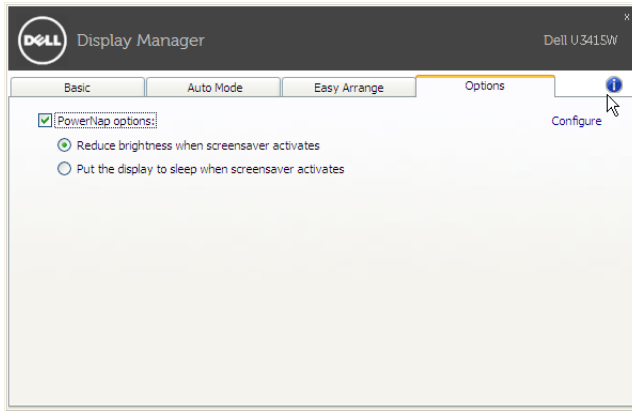 x
DELL Display Manager Dell U3415W
Basic Auto Mode Easy Arrange Options i
PowerNap options: Configure
Reduce brightness when screensaver activates
Put the display to sleep when screensaver activates